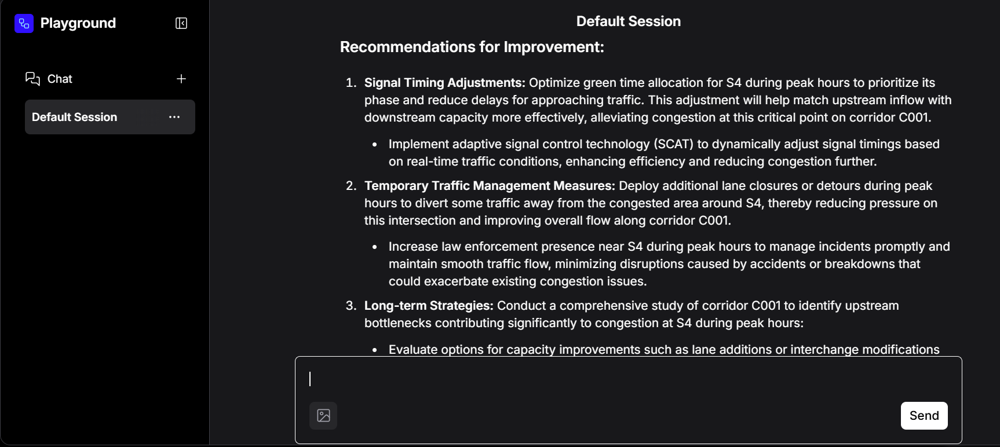 Playground
Chat
Default Session
Default Session
Recommendations for Improvement:
1. Signal Timing Adjustments: Optimize green time allocation for S4 during peak hours to prioritize its
phase and reduce delays for approaching traffic. This adjustment will help match upstream inflow with
downstream capacity more effectively, alleviating congestion at this critical point on corridor C001.
• Implement adaptive signal control technology (SCAT) to dynamically adjust signal timings based
on real-time traffic conditions, enhancing efficiency and reducing congestion further.
2. Temporary Traffic Management Measures: Deploy additional lane closures or detours during peak
hours to divert some traffic away from the congested area around S4, thereby reducing pressure on
this intersection and improving overall flow along corridor C001.
• Increase law enforcement presence near S4 during peak hours to manage incidents promptly and
maintain smooth traffic flow, minimizing disruptions caused by accidents or breakdowns that
could exacerbate existing congestion issues.
3. Long-term Strategies: Conduct a comprehensive study of corridor C001 to identify upstream
bottlenecks contributing significantly to congestion at S4 during peak hours:
• Evaluate options for capacity improvements such as lane additions or interchange modifications
Send